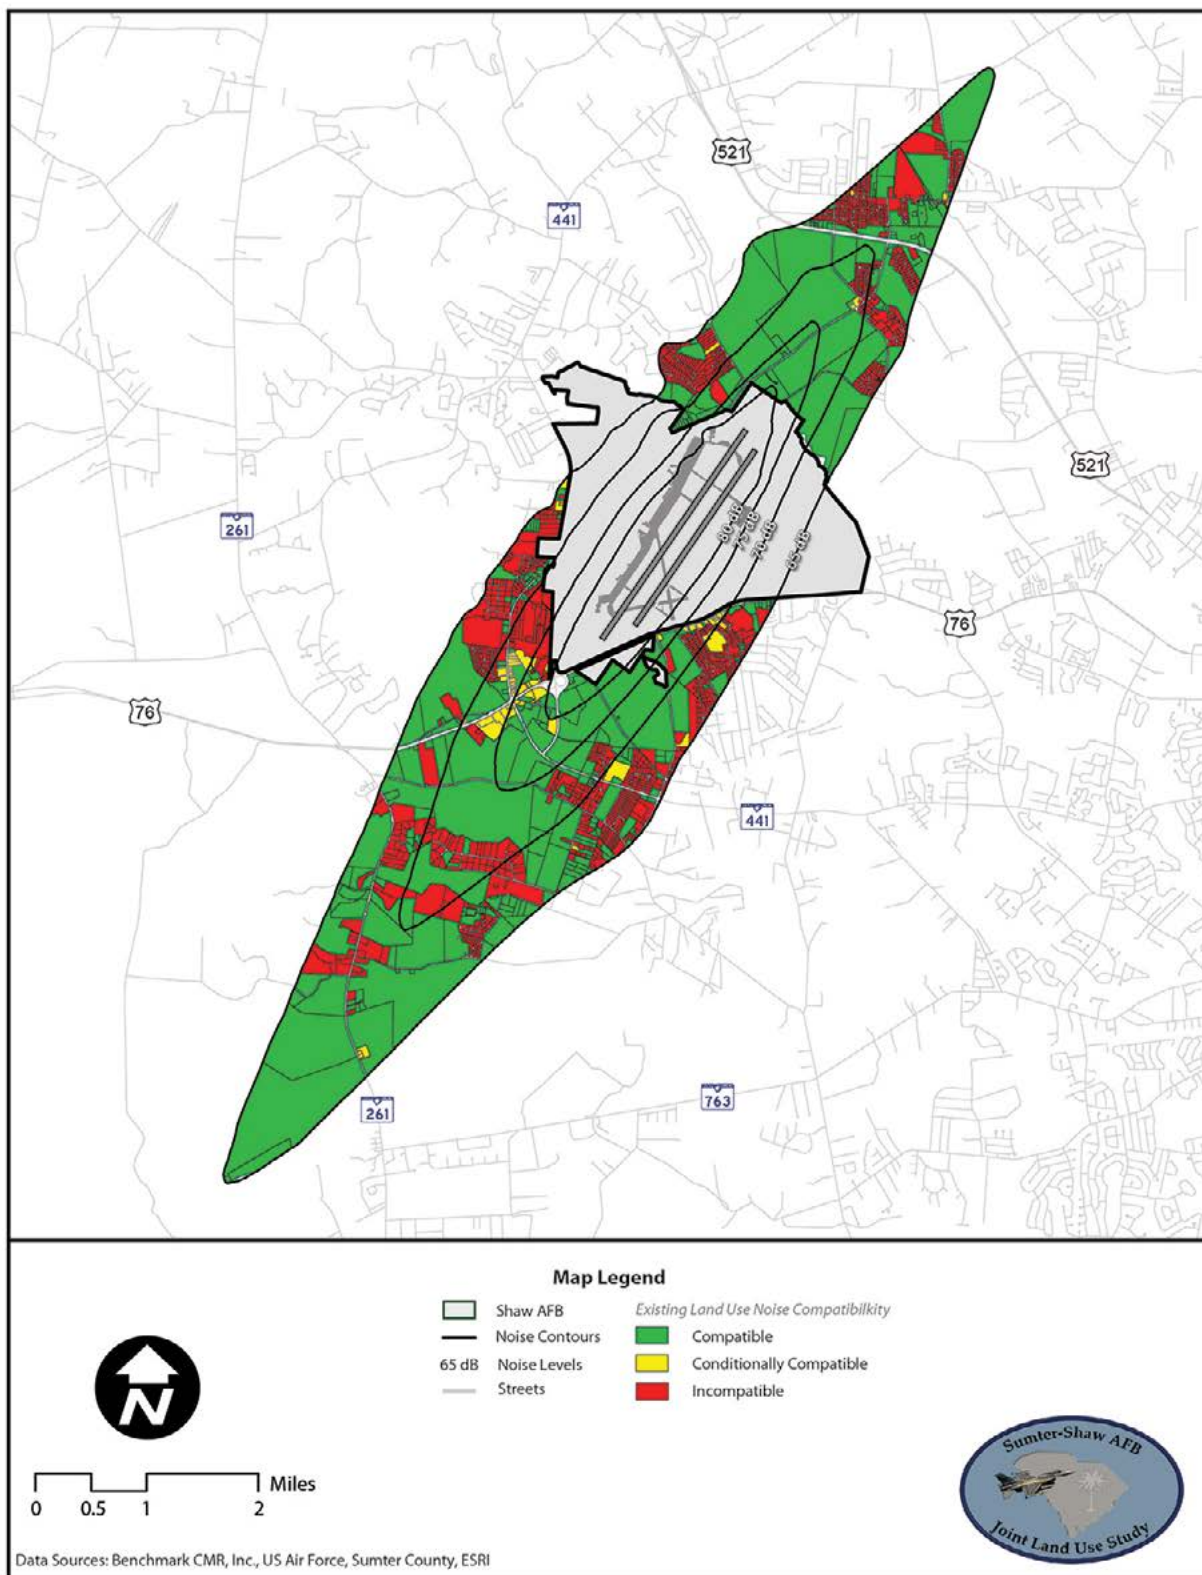 521
441
261
521
80-dB
75-dB
70-dB
65-dB
76
76
441
261
763
Map Legend
Shaw AFB
Noise Contours
65 dB Noise Levels
Streets
Existing Land Use Noise Compatibilkity
Compatible
Conditionally Compatible
Incompatible
N
0 0.5 1 2 Miles
Sumter-Shaw AFB
Joint Land Use Study
Data Sources: Benchmark CMR, Inc., US Air Force, Sumter County, ESRI